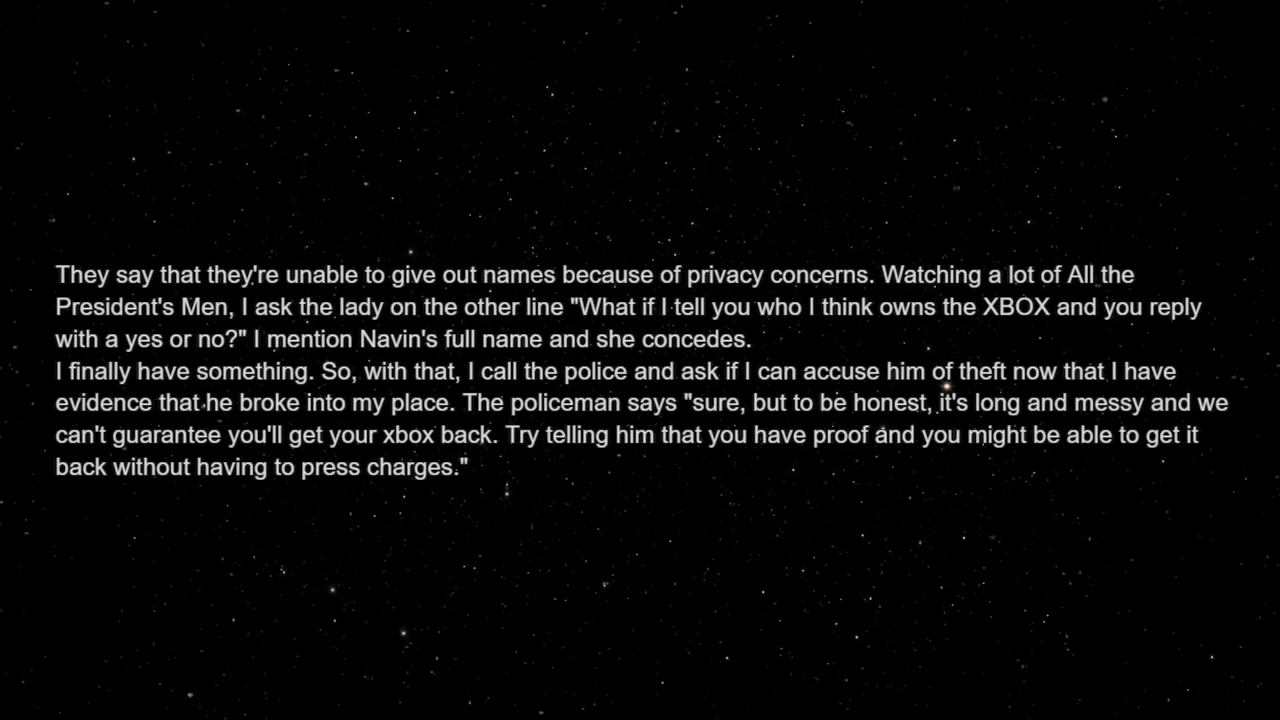 They say that they're unable to give out names because of privacy concerns. Watching a lot of All the
President's Men, I ask the lady on the other line "What if I tell you who I think owns the XBOX and you reply
with a yes or no?" I mention Navin's full name and she concedes.
I finally have something. So, with that, I call the police and ask if I can accuse him of theft now that I have
evidence that he broke into my place. The policeman says "sure, but to be honest, it's long and messy and we
can't guarantee you'll get your xbox back. Try telling him that you have proof and you might be able to get it
back without having to press charges."